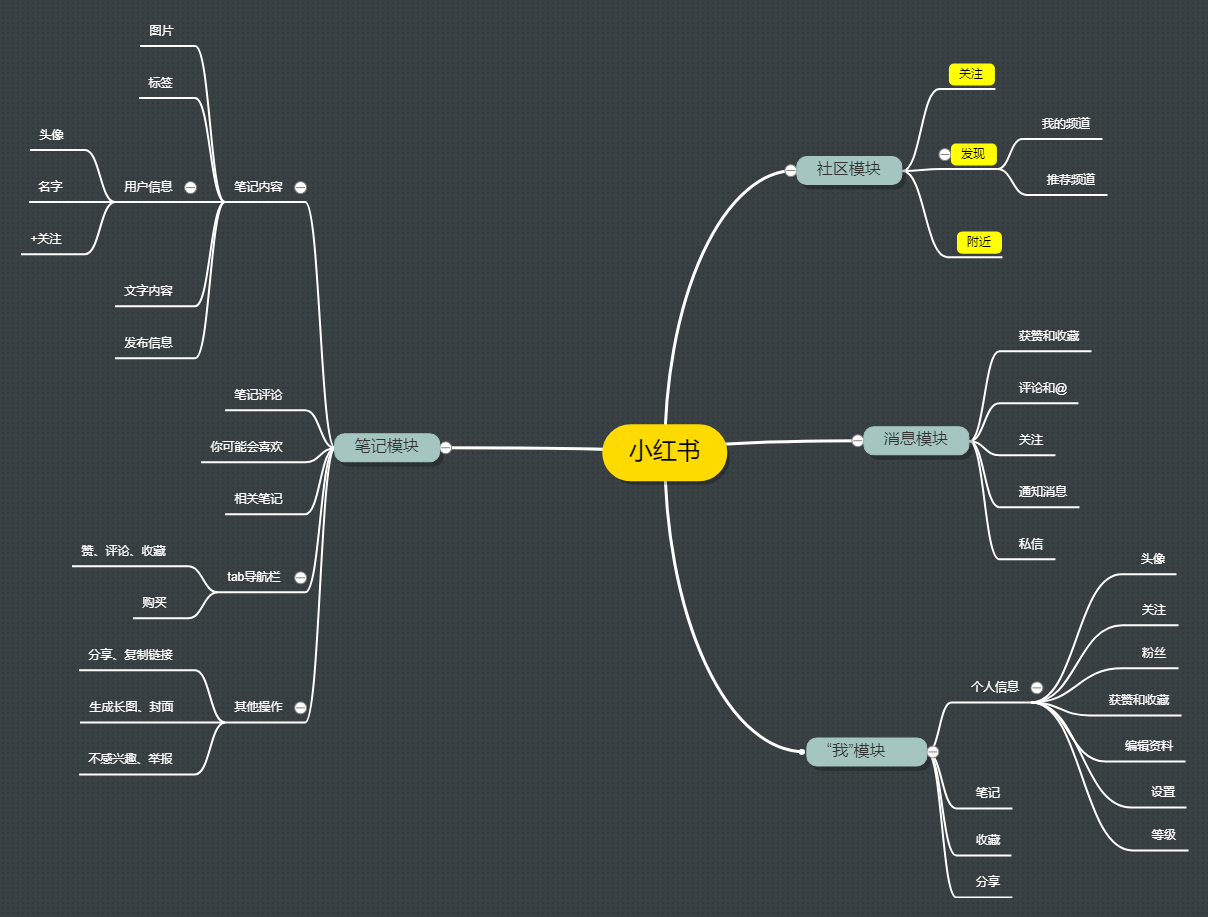 小红书
社区模块
关注
发现
我的频道
推荐频道
附近
消息模块
获赞和收藏
评论和@
关注
通知消息
私信
“我”模块
个人信息
头像
关注
粉丝
获赞和收藏
编辑资料
设置
等级
笔记
收藏
分享
笔记模块
笔记内容
图片
标签
用户信息
头像
名字
+关注
文字内容
发布信息
笔记评论
你可能会喜欢
相关笔记
tab导航栏
赞、评论、收藏
购买
其他操作
分享、复制链接
生成长图、封面
不感兴趣、举报